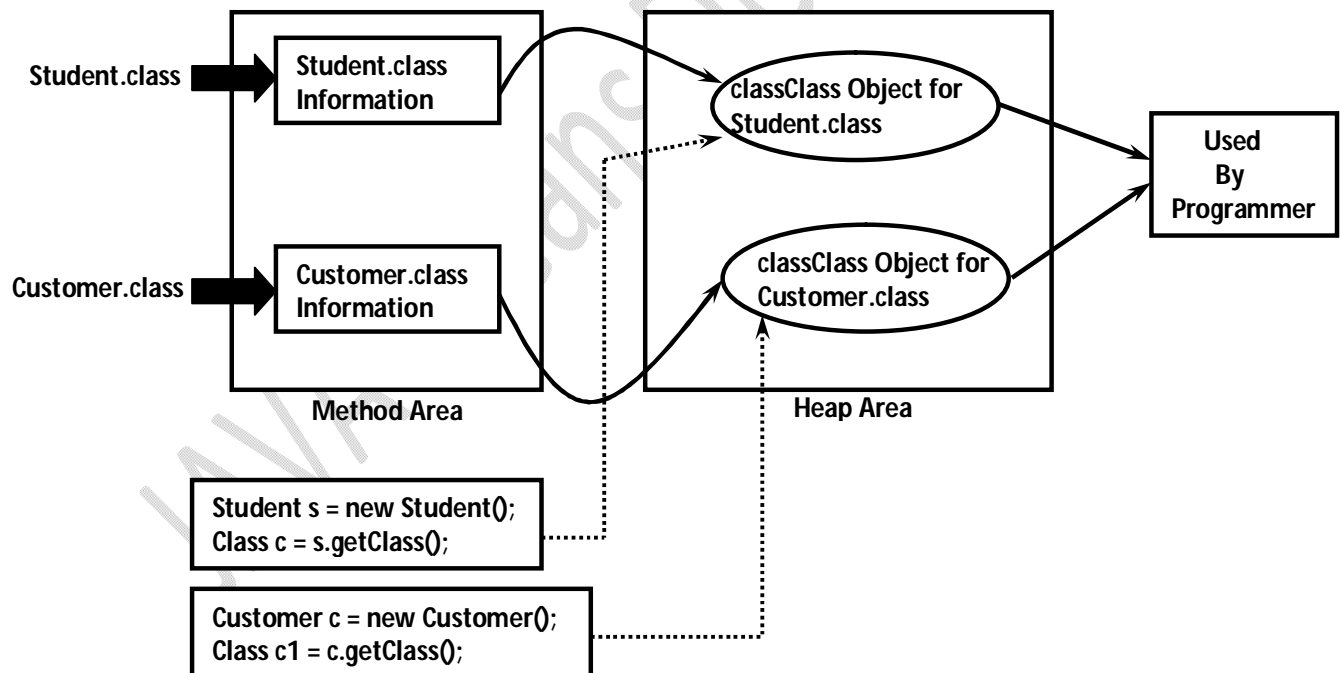 Student.class
Student.class
Information
classClass Object for
Student.class
Used
By
Programmer
Customer.class
Customer.class
Information
classClass Object for
Customer.class
Method Area
Heap Area
JAVA
ans
Student s = new Student();
Class c = s.getClass();
Customer c = new Customer();
Class c1 = c.getClass();